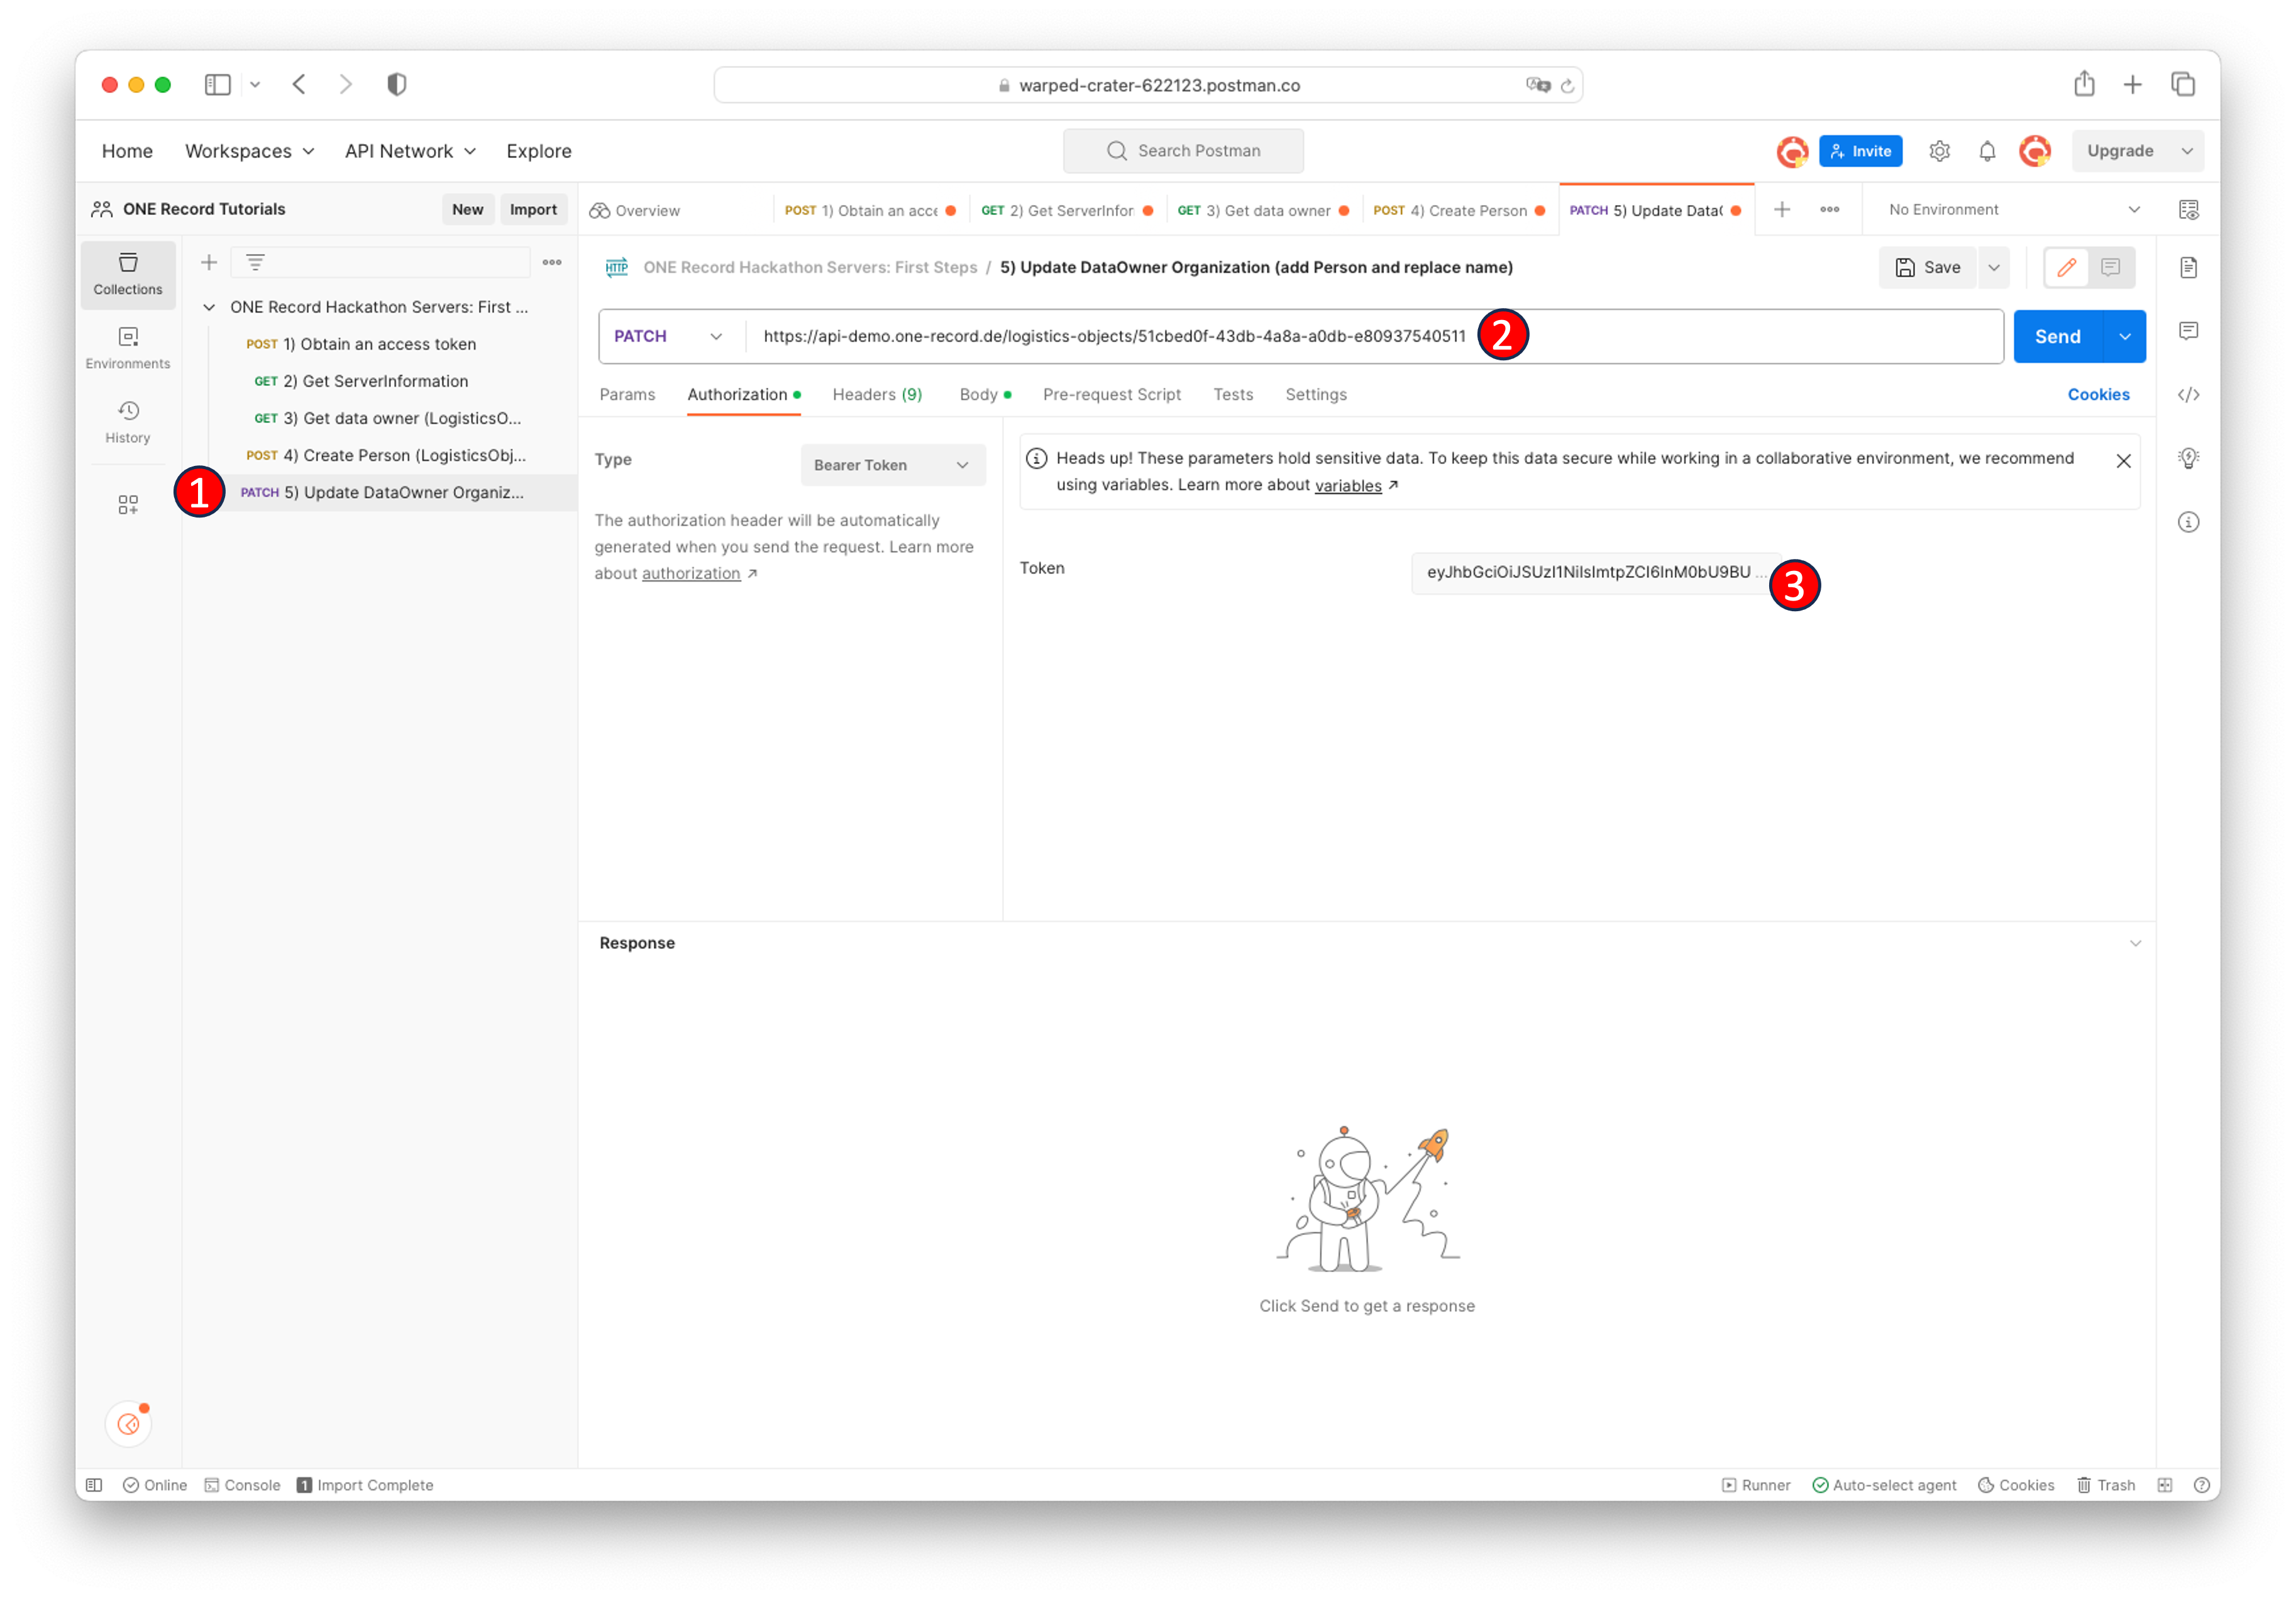 warped-crater-622123.postman.co
Home Workspaces API Network Explore
Search Postman
Invite
Upgrade
ONE Record Tutorials
New Import
Overview
POST 1) Obtain an acce
GET 2) Get ServerInfor
GET 3) Get data owner
POST 4) Create Person
PATCH 5) Update Data
No Environment
Collections
Environments
History
ONE Record Hackathon Servers: First ...
POST 1) Obtain an access token
GET 2) Get ServerInformation
GET 3) Get data owner (LogisticsO...
POST 4) Create Person (LogisticsObj...
1 PATCH 5) Update DataOwner Organiz...
HTTP ONE Record Hackathon Servers: First Steps / 5) Update DataOwner Organization (add Person and replace name)
Save
PATCH https://api-demo.one-record.de/logistics-objects/51cbed0f-43db-4a8a-a0db-e80937540511 2
Send
Params Authorization Headers (9) Body Pre-request Script Tests Settings
Cookies
Type Bearer Token
The authorization header will be automatically
generated when you send the request. Learn more
about authorization ↗
Heads up! These parameters hold sensitive data. To keep this data secure while working in a collaborative environment, we recommend
using variables. Learn more about variables ↗
Token
3
Response
Click Send to get a response
Online Console 1 Import Complete
Runner Auto-select agent Cookies Trash